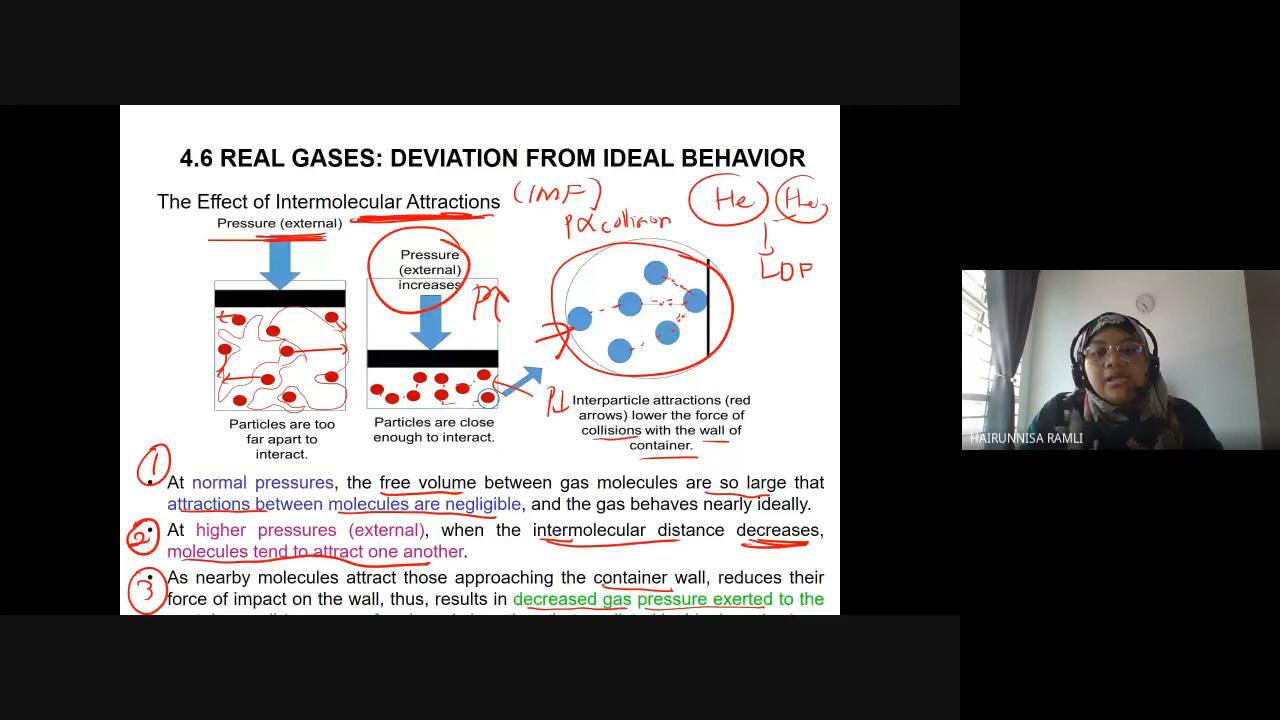 4.6 REAL GASES: DEVIATION FROM IDEAL BEHAVIOR
The Effect of Intermolecular Attractions
(IMF)
He
He
LDF
Pressure (external)
P∝collision
Pressure
(external)
increases
P↑
P↓
Particles are too
far apart to
interact.
Particles are close
enough to interact.
Interparticle attractions (red
arrows) lower the force of
collisions with the wall of
container.
1
• At normal pressures, the free volume between gas molecules are so large that
attractions between molecules are negligible, and the gas behaves nearly ideally.
2
• At higher pressures (external), when the intermolecular distance decreases,
molecules tend to attract one another.
3
• As nearby molecules attract those approaching the container wall, reduces their
force of impact on the wall, thus, results in decreased gas pressure exerted to the
HAIRUNNISA RAMLI